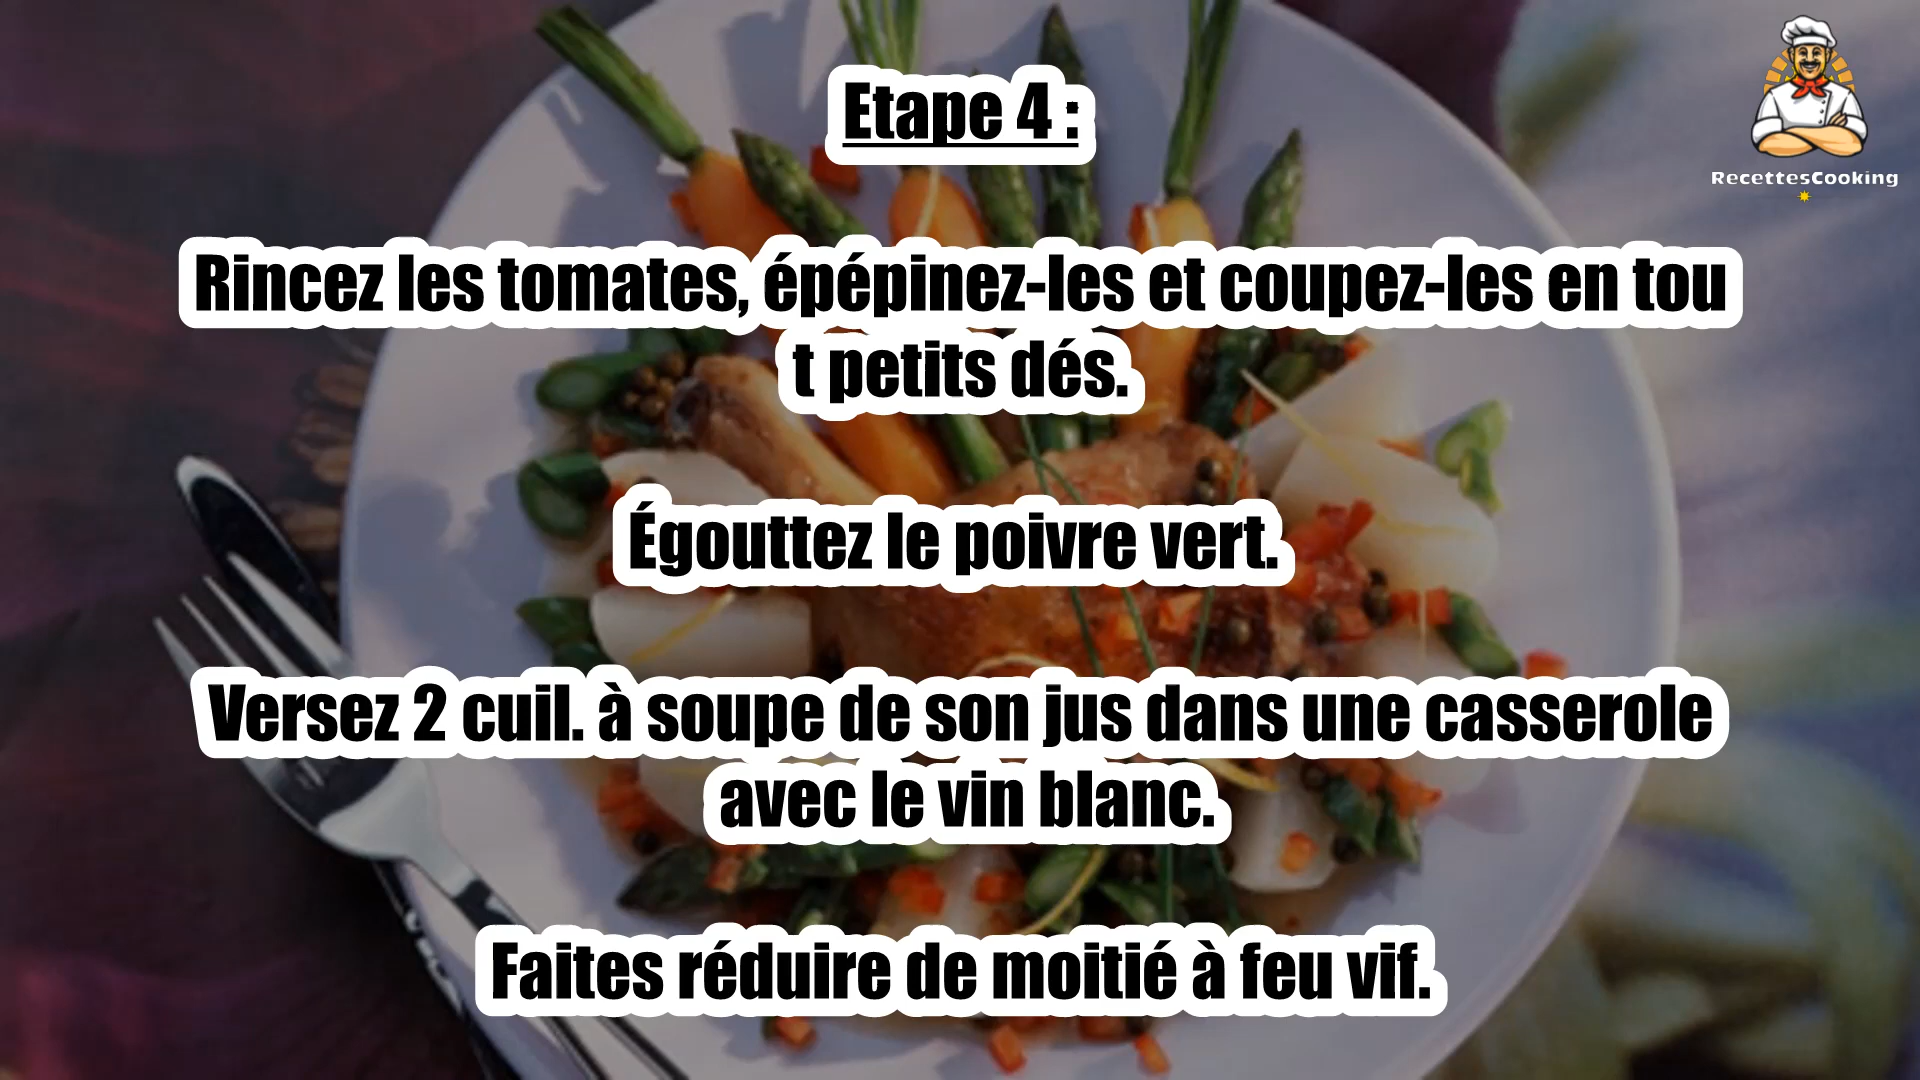 Etape 4 :
RecettesCooking
Rincez les tomates, épépinez-les et coupez-les en tou
t petits dés.
Égouttez le poivre vert.
Versez 2 cuil. à soupe de son jus dans une casserole
avec le vin blanc.
Faites réduire de moitié à feu vif.